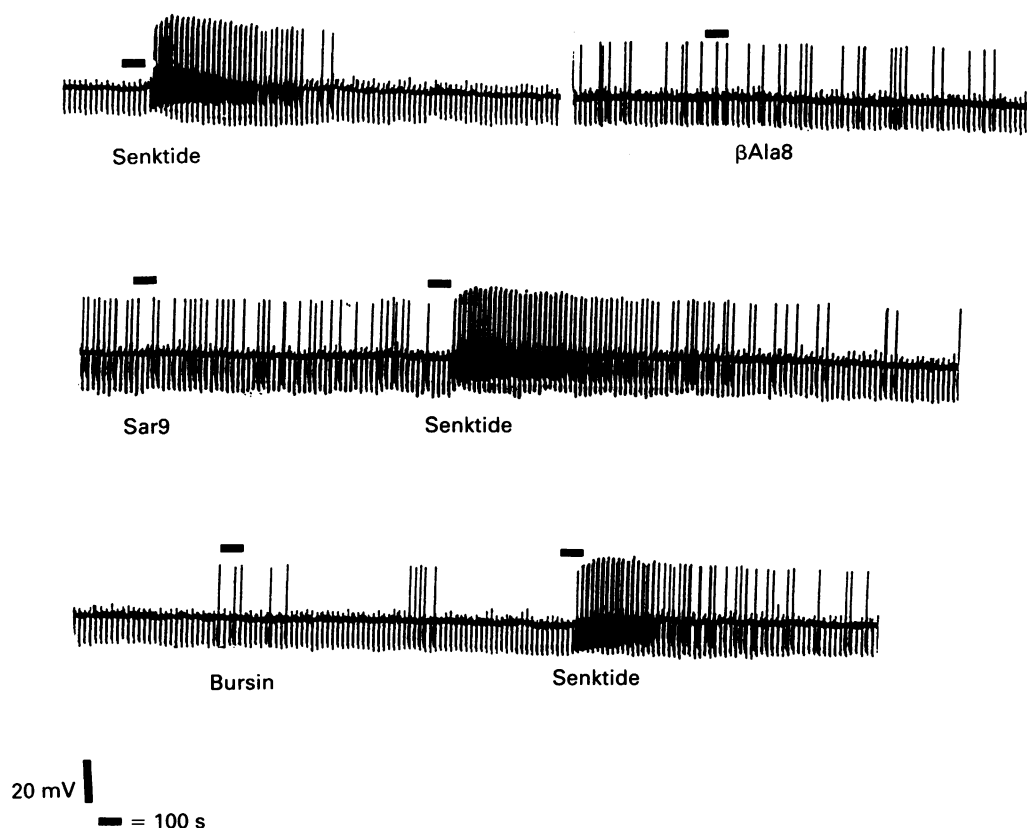 Senktide
βAla8
Sar9
Senktide
Bursin
Senktide
20 mV
= 100 s